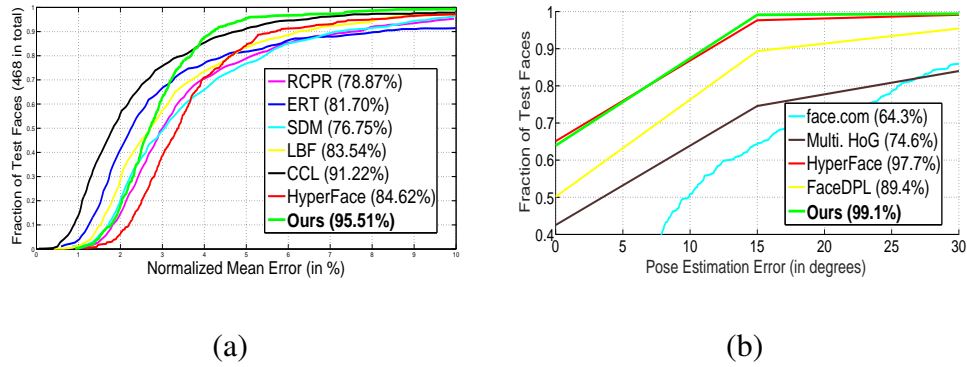 Fraction of Test Faces (468 in total)
1
0.9
0.8
0.7
0.6
0.5
0.4
0.3
0.2
0.1
0
0 1 2 3 4 5 6 7 8 9 10
Normalized Mean Error (in %)
RCPR (78.87%)
ERT (81.70%)
SDM (76.75%)
LBF (83.54%)
CCL (91.22%)
HyperFace (84.62%)
Ours (95.51%)
(a)
Fraction of Test Faces
1
0.9
0.8
0.7
0.6
0.5
0.4
0 5 10 15 20 25 30
Pose Estimation Error (in degrees)
face.com (64.3%)
Multi. HoG (74.6%)
HyperFace (97.7%)
FaceDPL (89.4%)
Ours (99.1%)
(b)